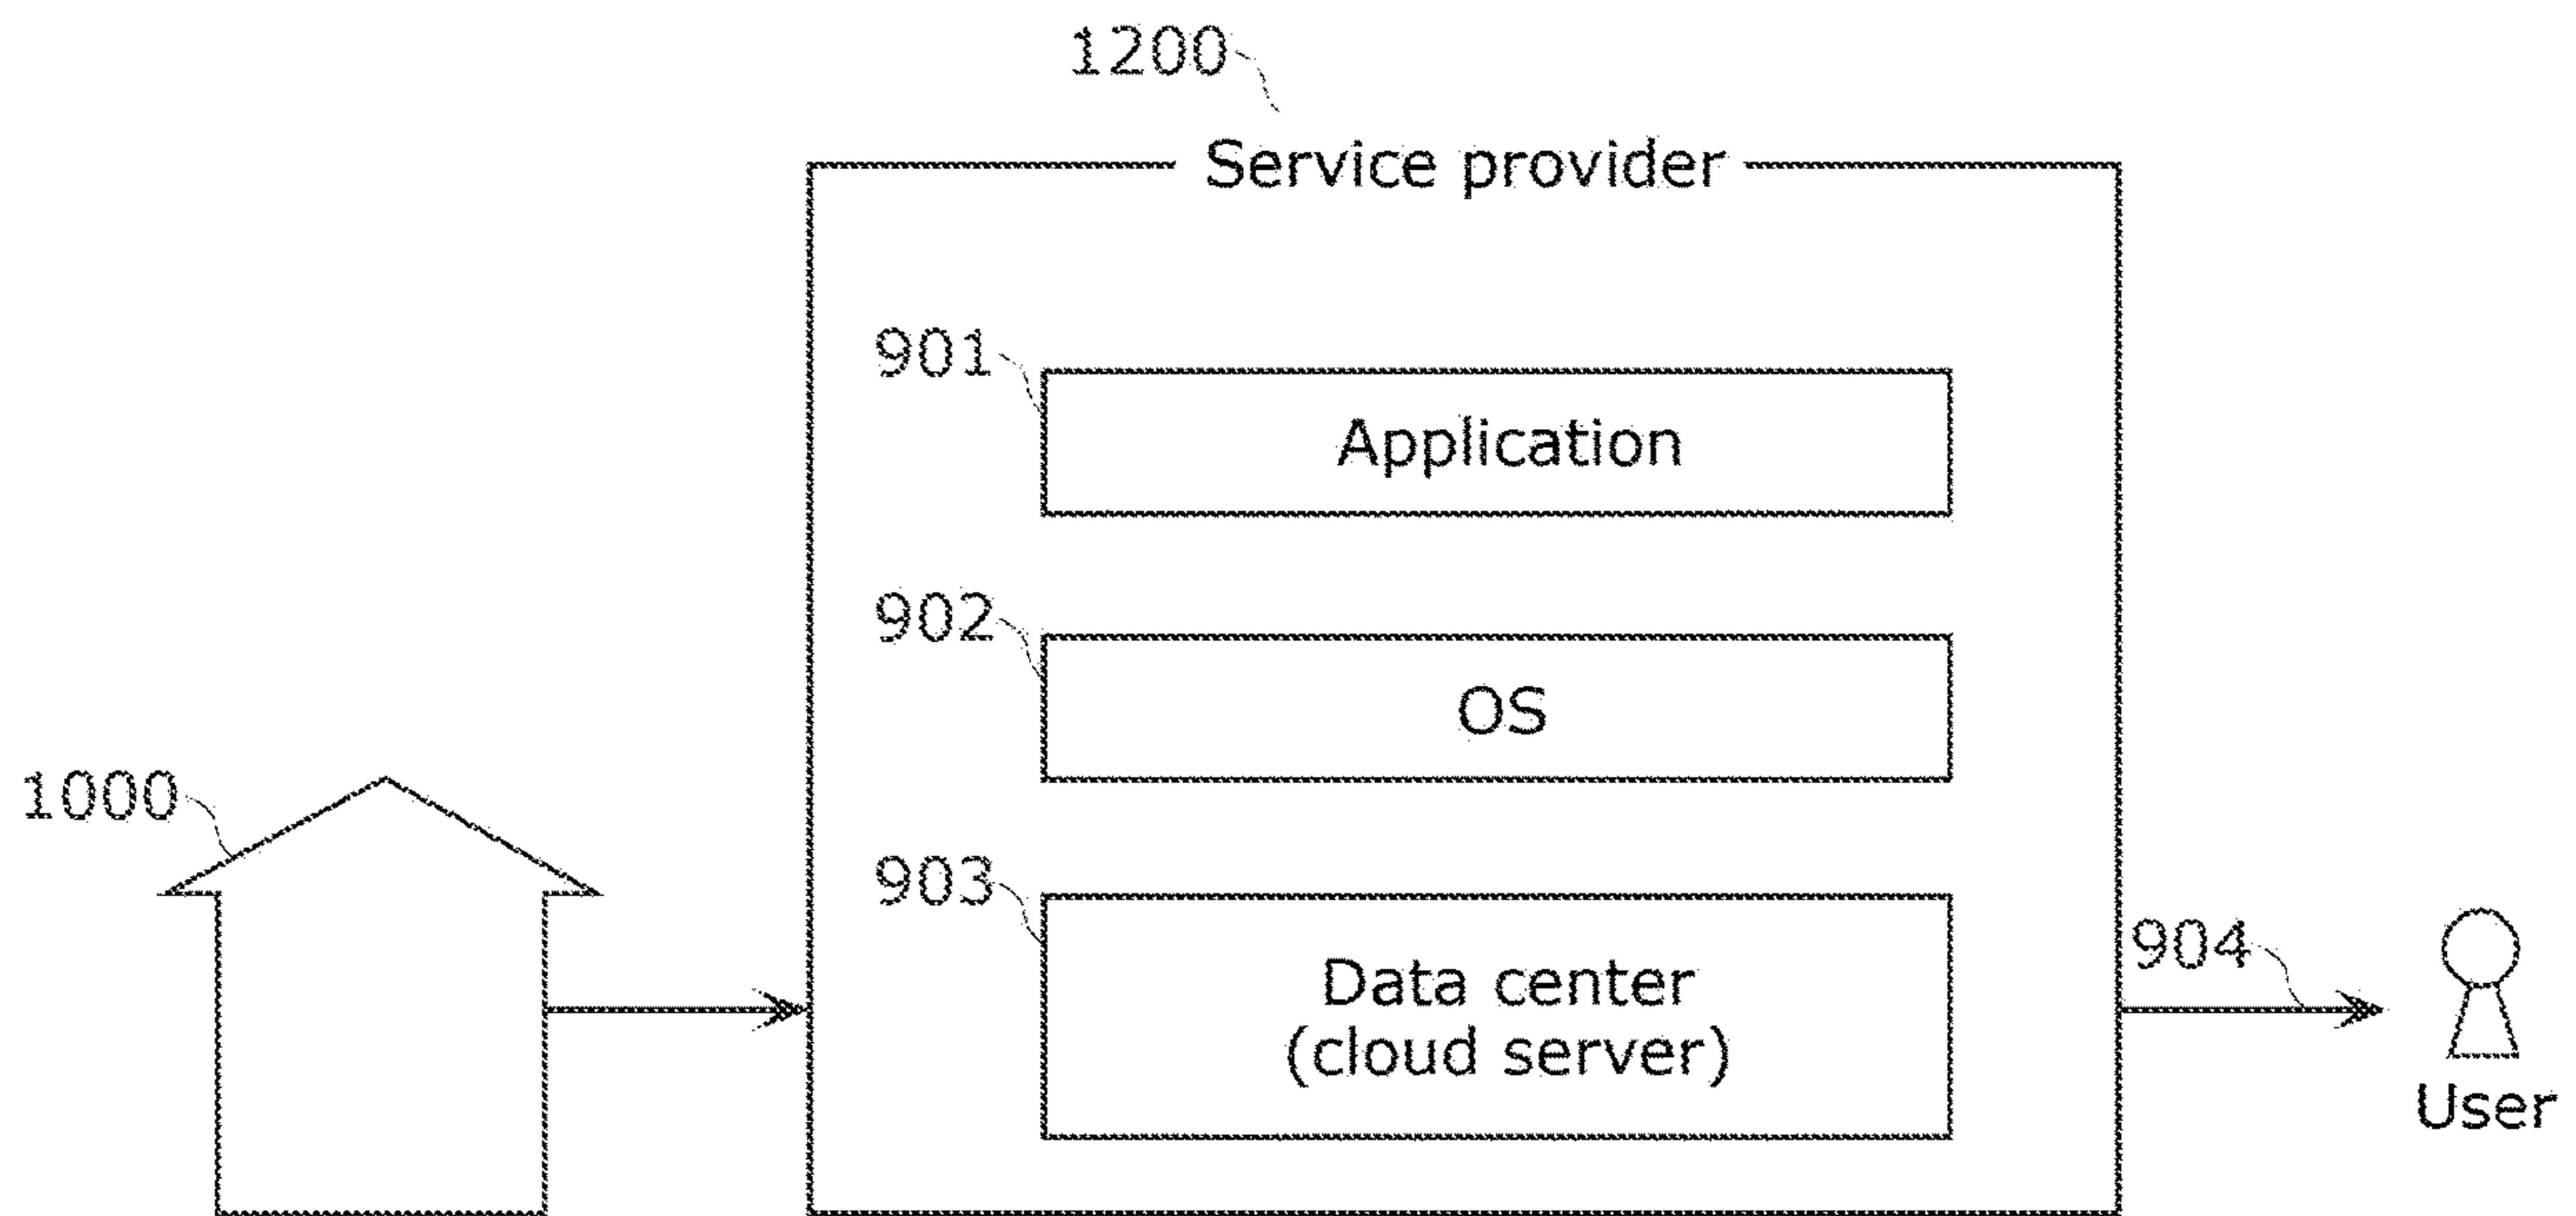 1200
Service provider
901
Application
902
OS
1000
903
Data center
(cloud server)
904
User